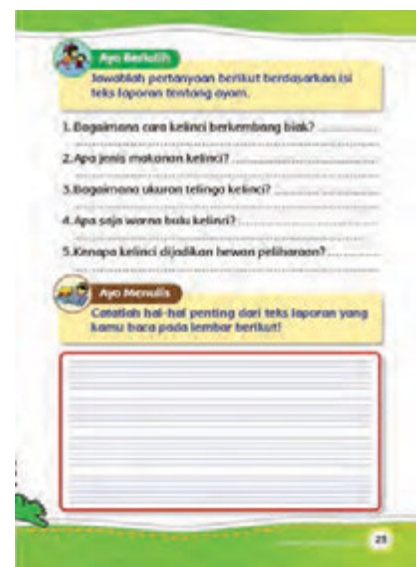 Ayo Berlatih
Jawablah pertanyaan berikut berdasarkan isi
teks laporan tentang ayam.
1. Bagaimana cara kelinci berkembang biak? ................
2. Apa jenis makanan kelinci? ................
3. Bagaimana ukuran telinga kelinci? ................
4. Apa saja warna bulu kelinci? ................
5. Kenapa kelinci dijadikan hewan peliharaan? ................
Ayo Menulis
Catatlah hal-hal penting dari teks laporan yang
kamu baca pada lembar berikut!